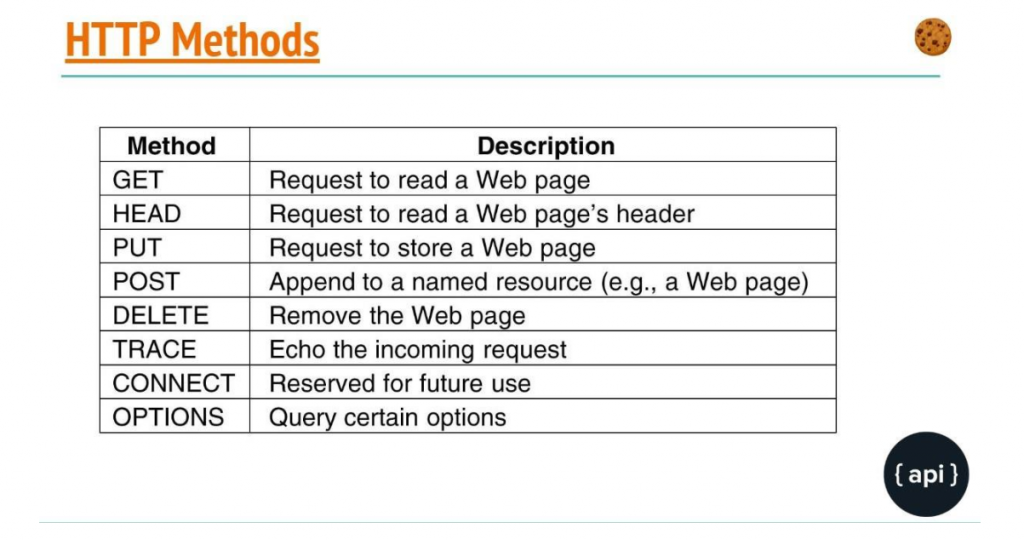 HTTP Methods
Method Description
GET Request to read a Web page
HEAD Request to read a Web page’s header
PUT Request to store a Web page
POST Append to a named resource (e.g., a Web page)
DELETE Remove the Web page
TRACE Echo the incoming request
CONNECT Reserved for future use
OPTIONS Query certain options
{ api }